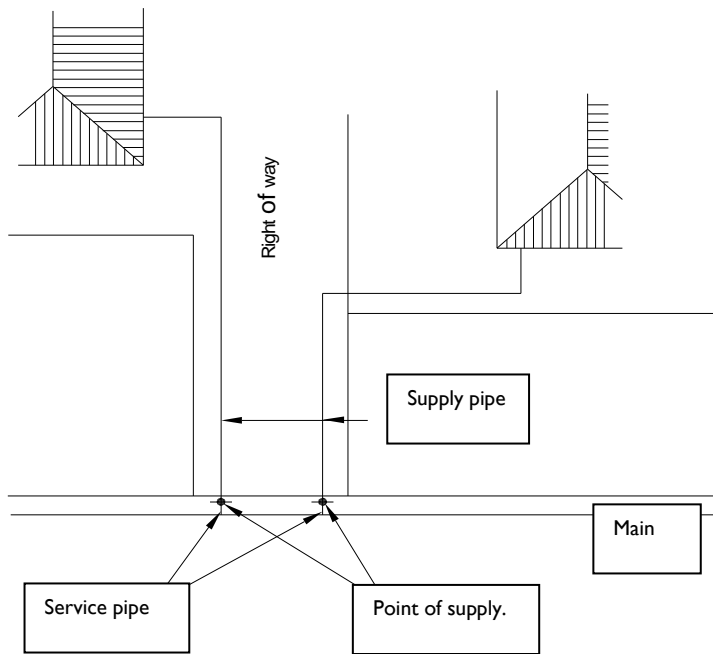 Right of way
Supply pipe
Main
Service pipe
Point of supply.